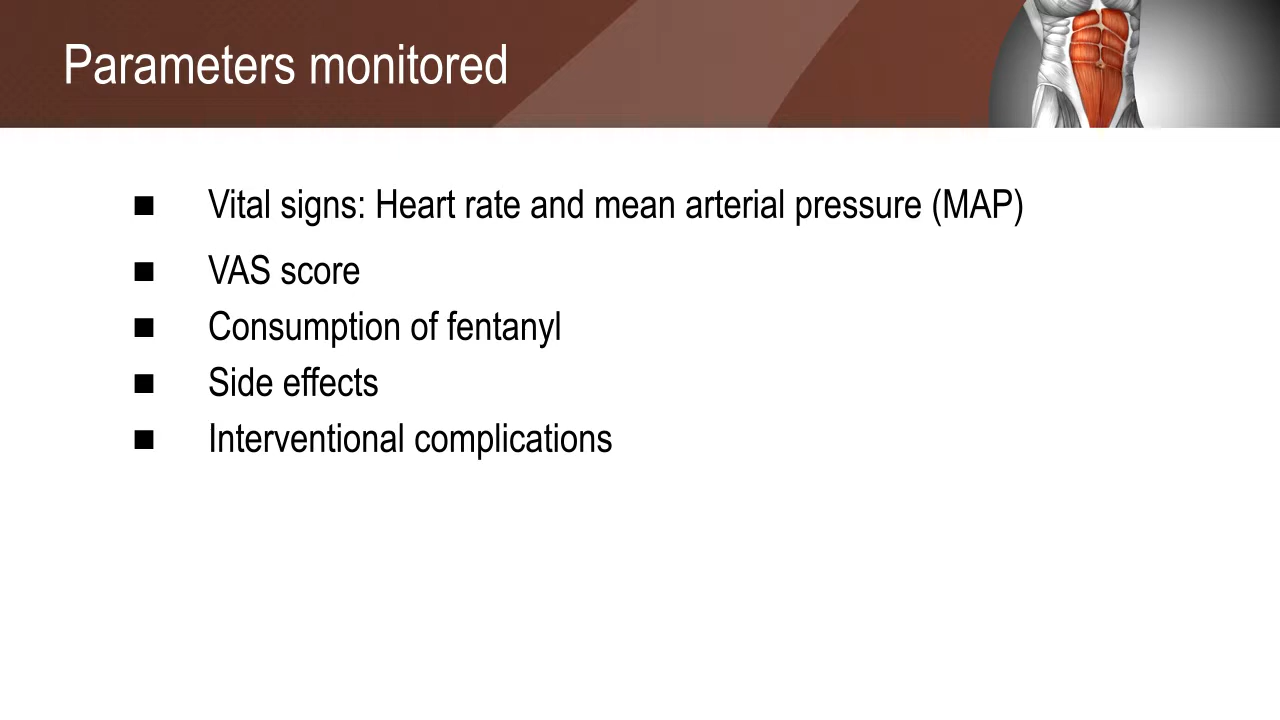 Parameters monitored
■ Vital signs: Heart rate and mean arterial pressure (MAP)
■ VAS score
■ Consumption of fentanyl
■ Side effects
■ Interventional complications